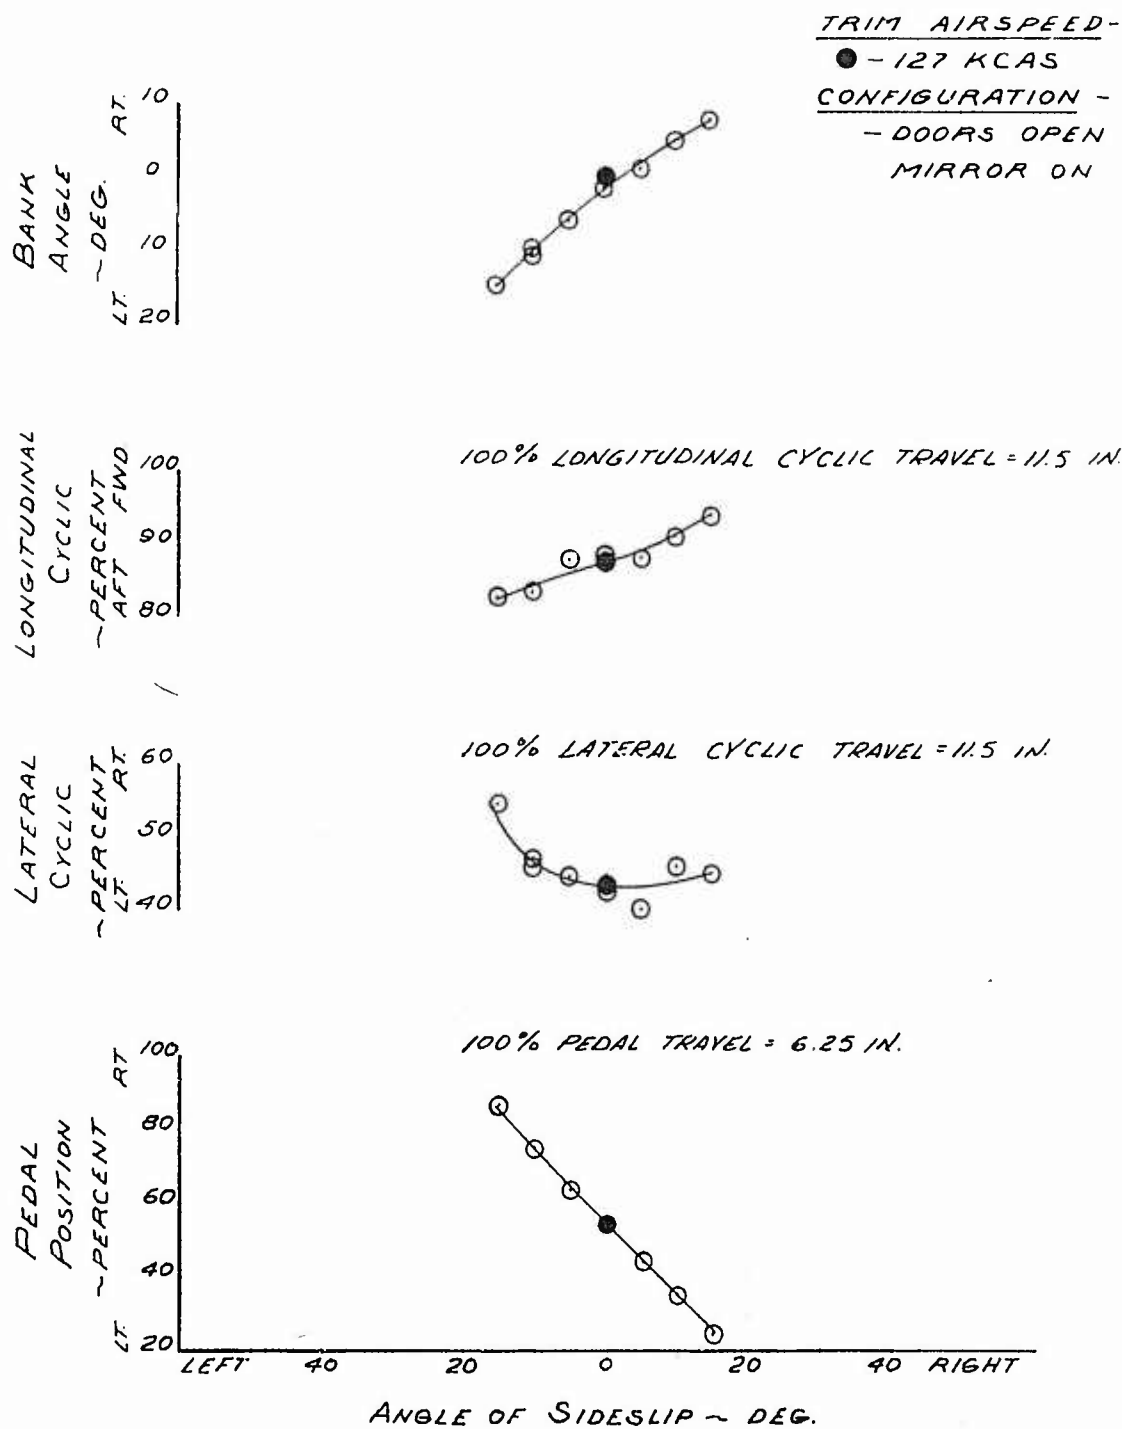 TRIM AIRSPEED-
● - 127 KCAS
CONFIGURATION -
- DOORS OPEN
MIRROR ON
BANK
ANGLE
~DEG.
LT. RT.
10
0
10
20
LONGITUDINAL
CYCLIC
~PERCENT
AFT FWD
100
90
80
100% LONGITUDINAL CYCLIC TRAVEL = 11.5 IN.
LATERAL
CYCLIC
~PERCENT
LT. RT.
60
50
40
100% LATERAL CYCLIC TRAVEL = 11.5 IN.
PEDAL
POSITION
~PERCENT
LT. RT
100
80
60
40
20
100% PEDAL TRAVEL = 6.25 IN.
LEFT 40 20 0 20 40 RIGHT
ANGLE OF SIDESLIP ~ DEG.